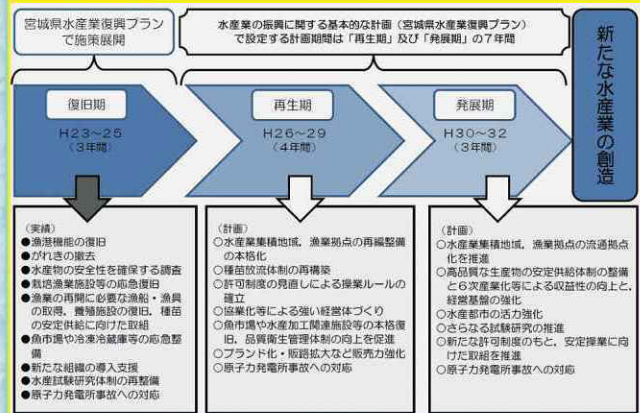 宮城県水産業復興プラン
で施策展開
水産業の振興に関する基本的な計画（宮城県水産業復興プラン）
で設定する計画期間は「再生期」及び「発展期」の７年間
新たな水産業の創造
復旧期
Ｈ２３～２５
（３年間）
再生期
Ｈ２６～２９
（４年間）
発展期
Ｈ３０～３２
（３年間）
（実績）
●漁港機能の復旧
●がれきの撤去
●水産物の安全性を確保する調査
●栽培漁業施設等の応急復旧
●漁業の再開に必要な漁船・漁具
の取得，養殖施設の復旧，種苗
の安定供給に向けた取組
●魚市場や冷凍冷蔵庫等の応急整
備
●新たな組織の導入支援
●水産試験研究体制の再整備
●原子力発電所事故への対応
（計画）
○水産業集積地域，漁業拠点の再編整備
の本格化
○種苗放流体制の再構築
○許可制度の見直しによる操業ルールの
確立
○協業化等による強い経営体づくり
○魚市場や水産加工関連施設等の本格復
旧，品質衛生管理体制の向上を促進
○ブランド化・販路拡大など販売力強化
○原子力発電所事故への対応
（計画）
○水産業集積地域，漁業拠点の流通拠点
化を推進
○高品質な生産物の安定供給体制の整備
と６次産業化等による収益性の向上と，
経営基盤の強化
○水産都市の活力強化
○さらなる試験研究の推進
○新たな許可制度のもと，安定操業に向
けた取組を推進
○原子力発電所事故への対応